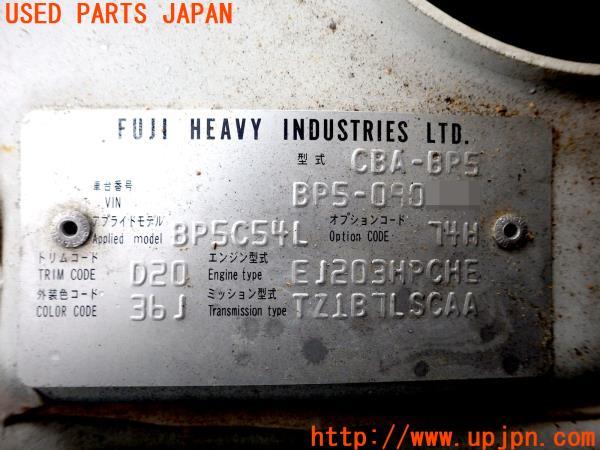 USED PARTS JAPAN
FUJI HEAVY INDUSTRIES LTD.
型式 CBA-BP5
車台番号 VIN BP5-090
アプライドモデル Applied model BP5C54L オプションコード Option CODE 74H
トリムコード TRIM CODE D20 エンジン型式 Engine type EJ203HPCHE
外装色コード COLOR CODE 36J ミッション型式 Transmission type TZ1B7LSCAA
http://www.upjpn.com/